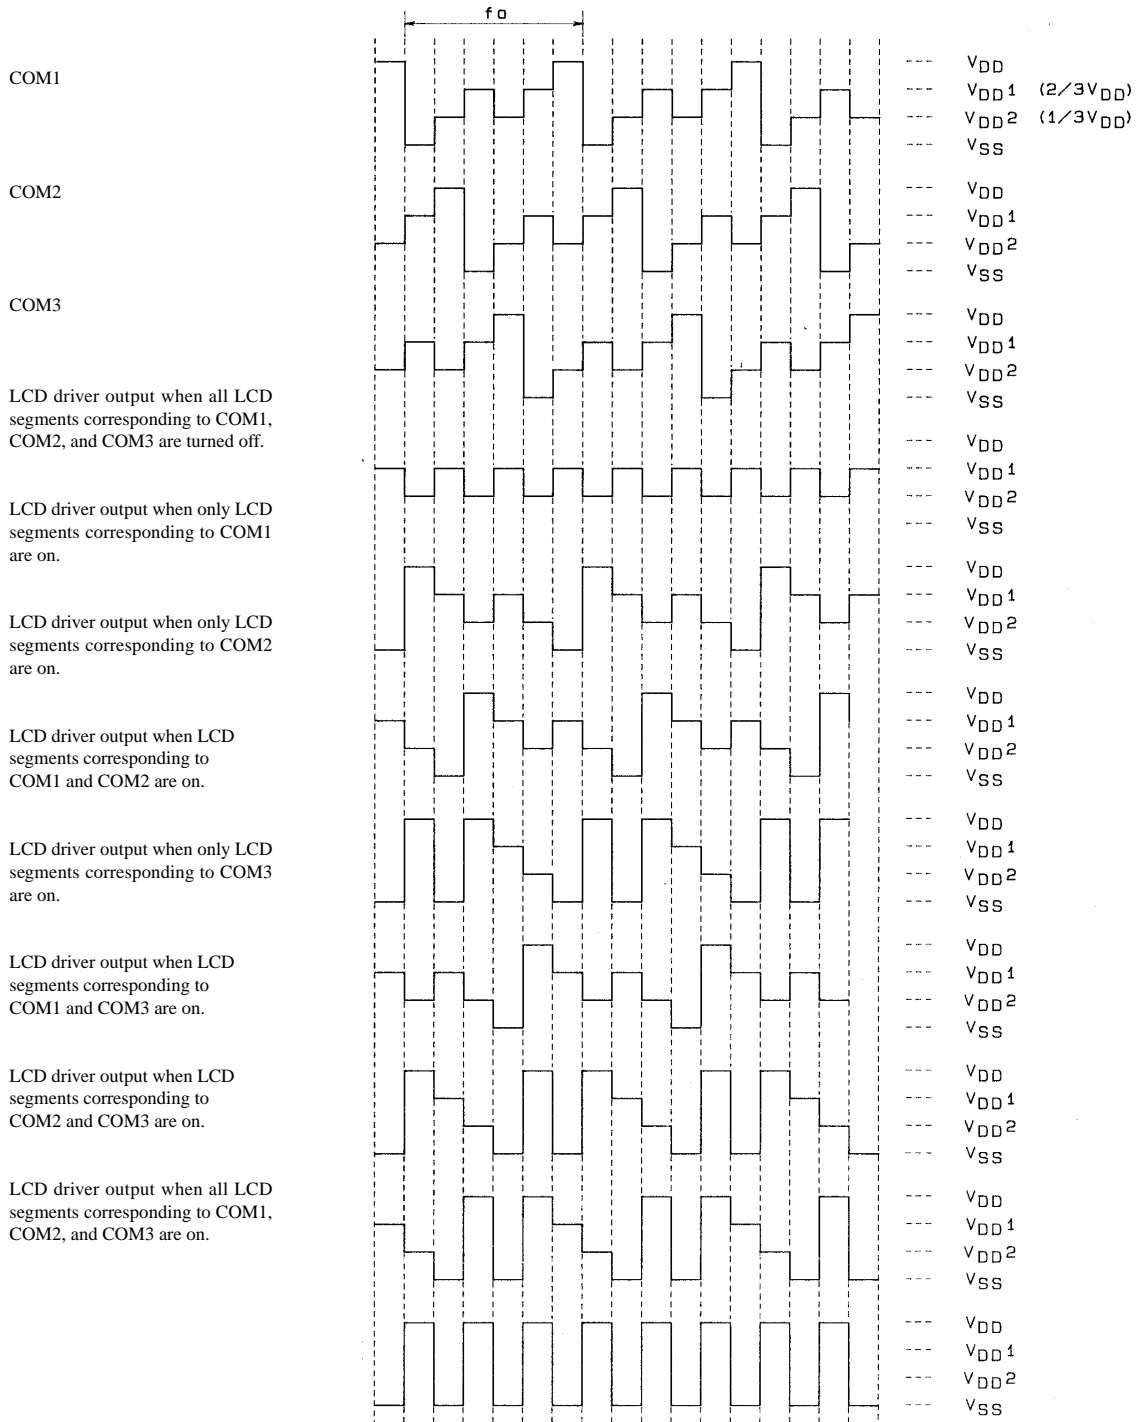 fo
COM1
VDD
VDD1 (2/3VDD)
VDD2 (1/3VDD)
VSS
COM2
VDD
VDD1
VDD2
VSS
COM3
VDD
VDD1
VDD2
VSS
LCD driver output when all LCD
segments corresponding to COM1,
COM2, and COM3 are turned off.
VDD
VDD1
VDD2
VSS
LCD driver output when only LCD
segments corresponding to COM1
are on.
VDD
VDD1
VDD2
VSS
LCD driver output when only LCD
segments corresponding to COM2
are on.
VDD
VDD1
VDD2
VSS
LCD driver output when LCD
segments corresponding to
COM1 and COM2 are on.
VDD
VDD1
VDD2
VSS
LCD driver output when only LCD
segments corresponding to COM3
are on.
VDD
VDD1
VDD2
VSS
LCD driver output when LCD
segments corresponding to
COM1 and COM3 are on.
VDD
VDD1
VDD2
VSS
LCD driver output when LCD
segments corresponding to
COM2 and COM3 are on.
VDD
VDD1
VDD2
VSS
LCD driver output when all LCD
segments corresponding to COM1,
COM2, and COM3 are on.
VDD
VDD1
VDD2
VSS